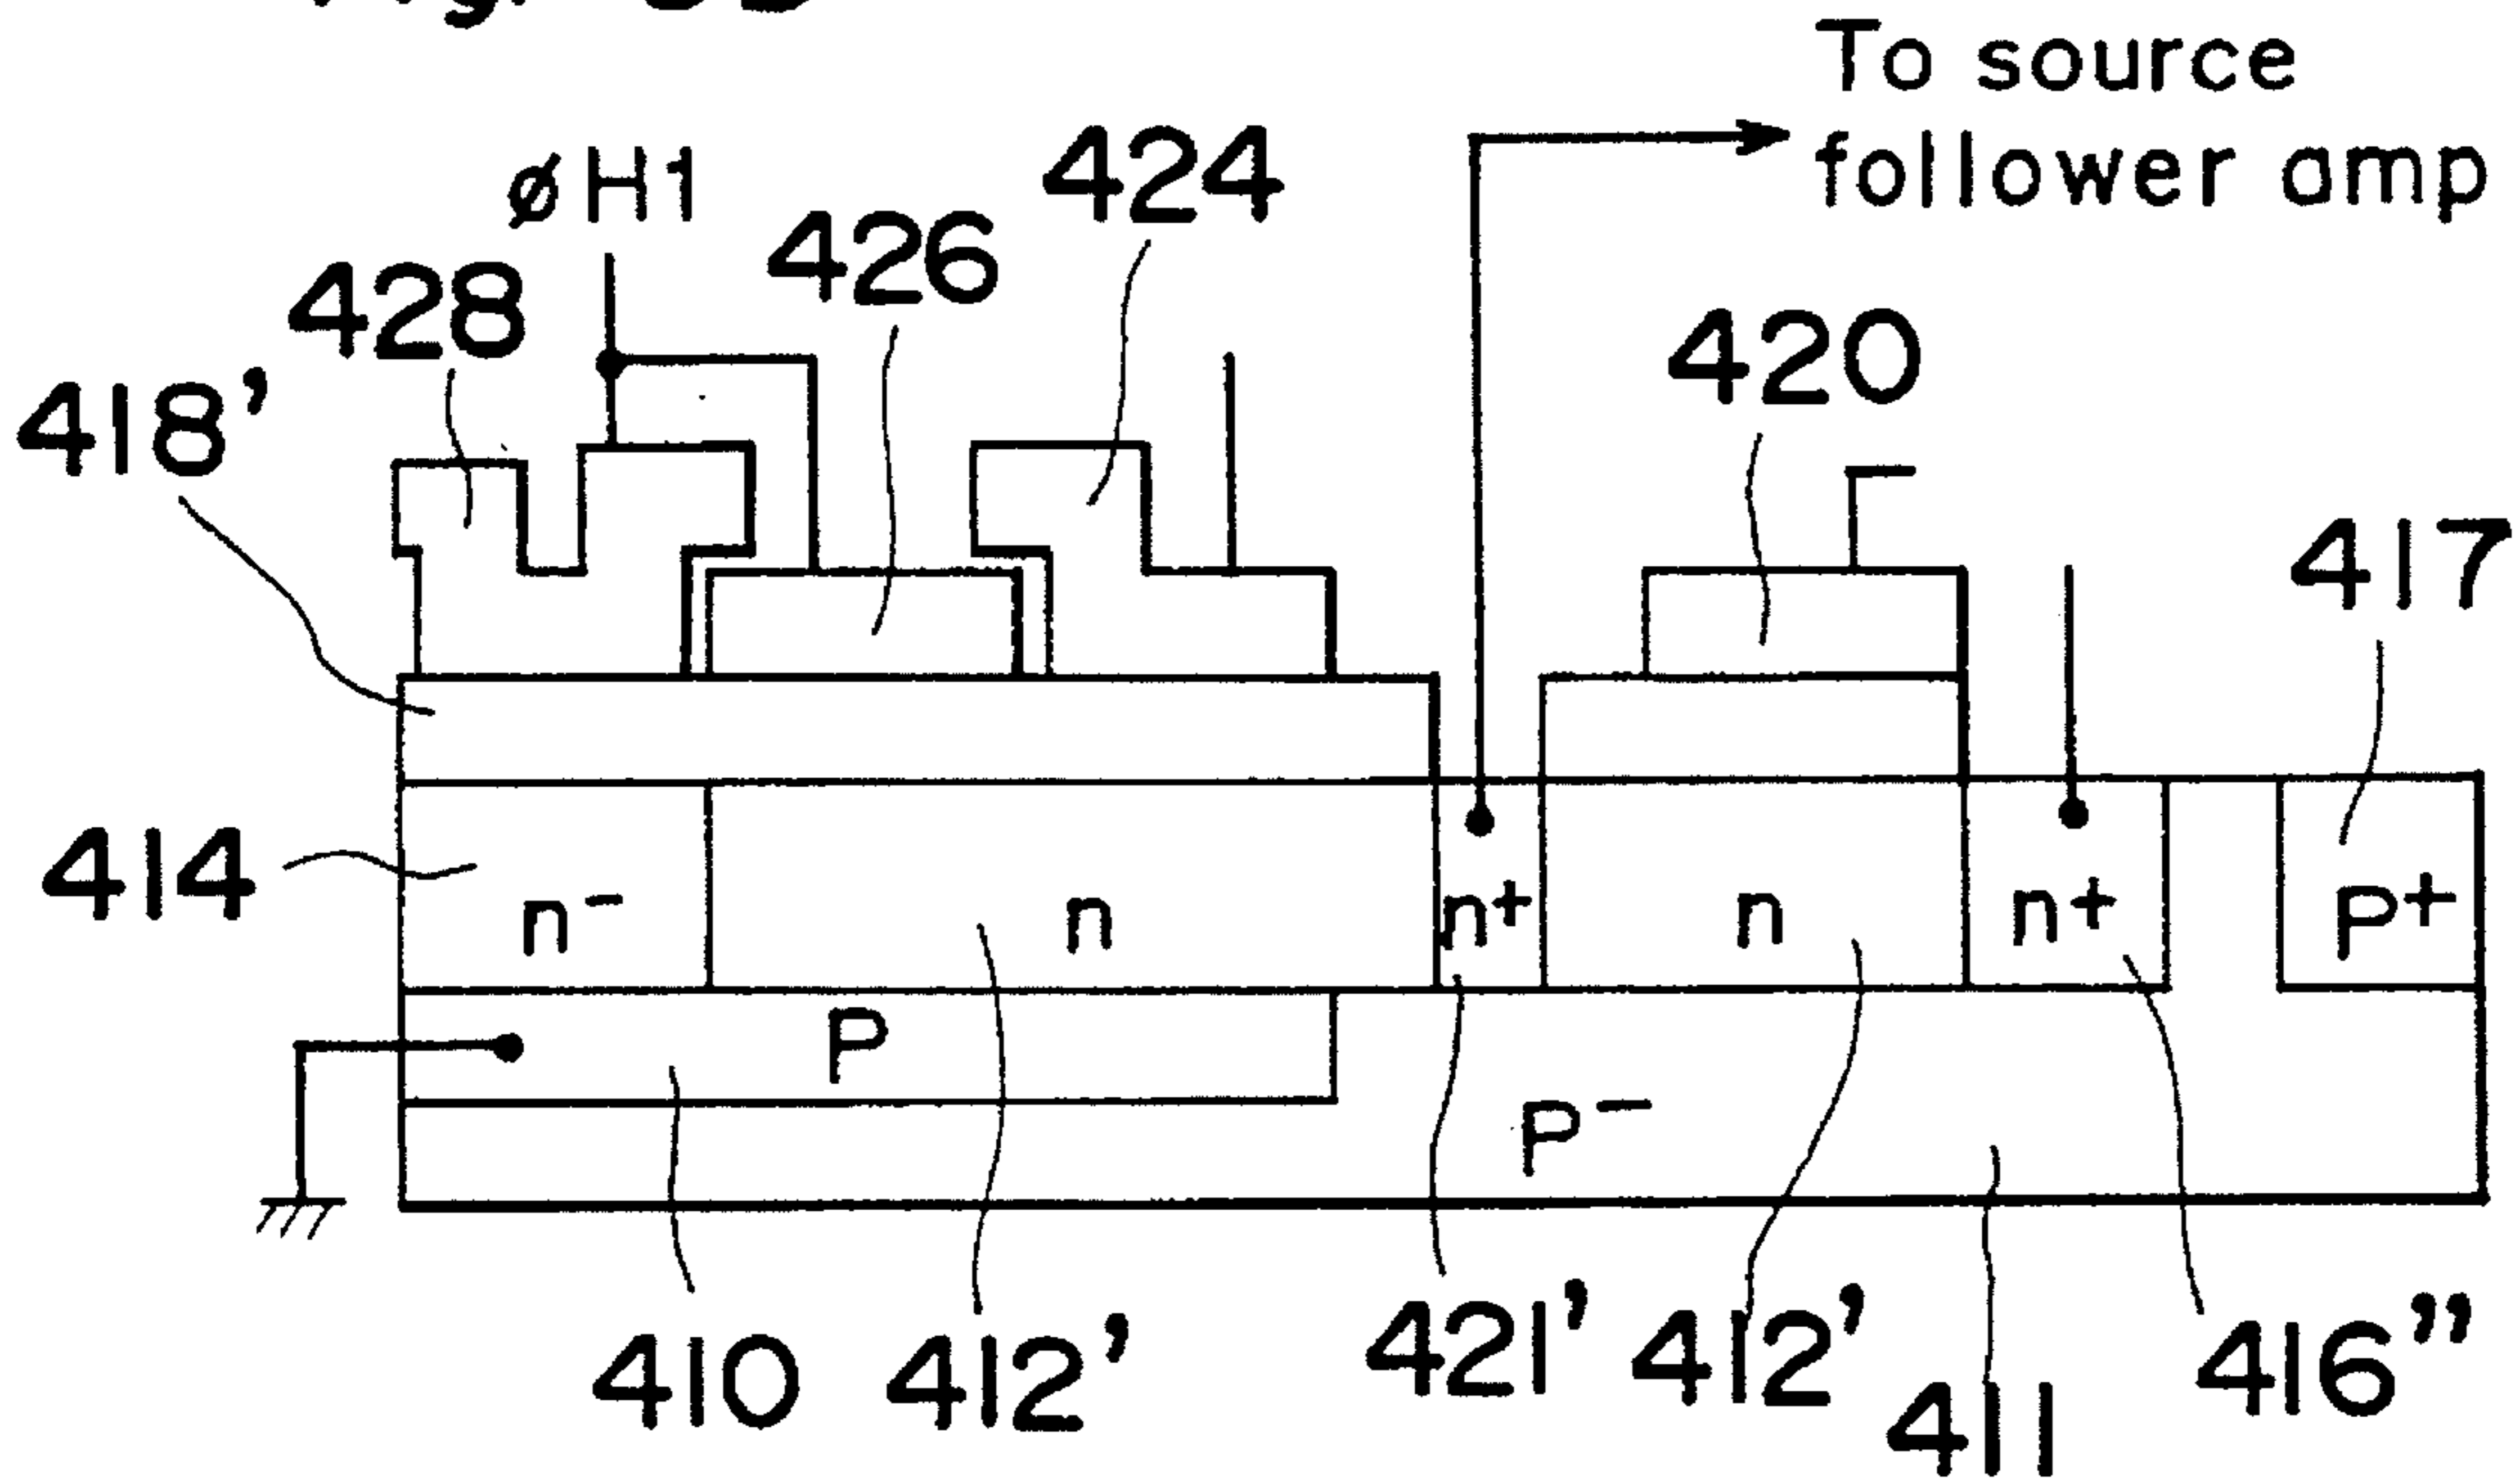 To source
follower amp
424
øH1
426
428
420
418'
417
414
n-
n
n+
n
n+
P+
P
P-
410
412'
421'
412'
411
416"